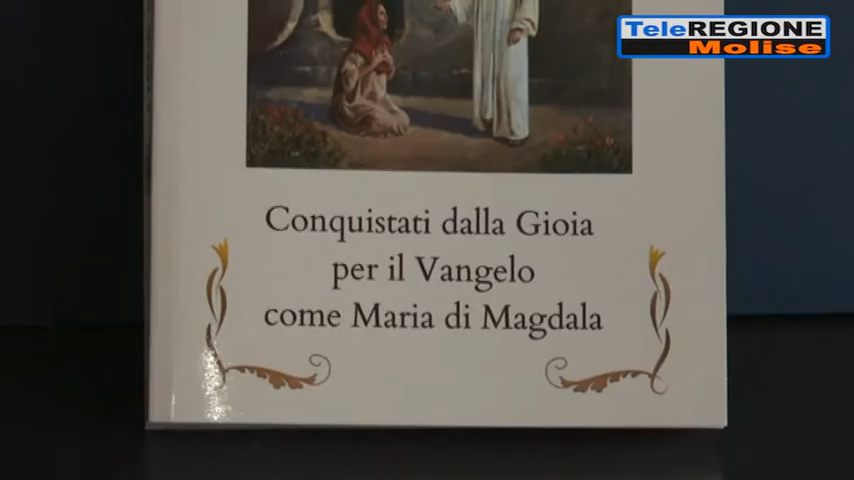 TeleREGIONE
Molise
Conquistati dalla Gioia
per il Vangelo
come Maria di Magdala